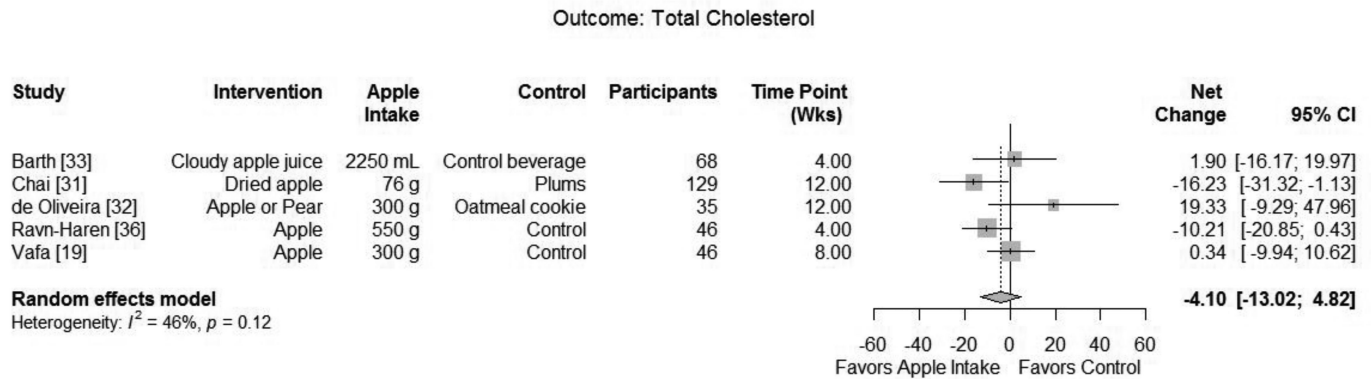 Outcome: Total Cholesterol
Study Intervention Apple Intake Control Participants Time Point (Wks) Net Change 95% CI
Barth [33] Cloudy apple juice 2250 mL Control beverage 68 4.00 1.90 [-16.17; 19.97]
Chai [31] Dried apple 76 g Plums 129 12.00 -16.23 [-31.32; -1.13]
de Oliveira [32] Apple or Pear 300 g Oatmeal cookie 35 12.00 19.33 [-9.29; 47.96]
Ravn-Haren [36] Apple 550 g Control 46 4.00 -10.21 [-20.85; 0.43]
Vafa [19] Apple 300 g Control 46 8.00 0.34 [-9.94; 10.62]
Random effects model -4.10 [-13.02; 4.82]
Heterogeneity: I² = 46%, p = 0.12
-60 -40 -20 0 20 40 60
Favors Apple Intake Favors Control